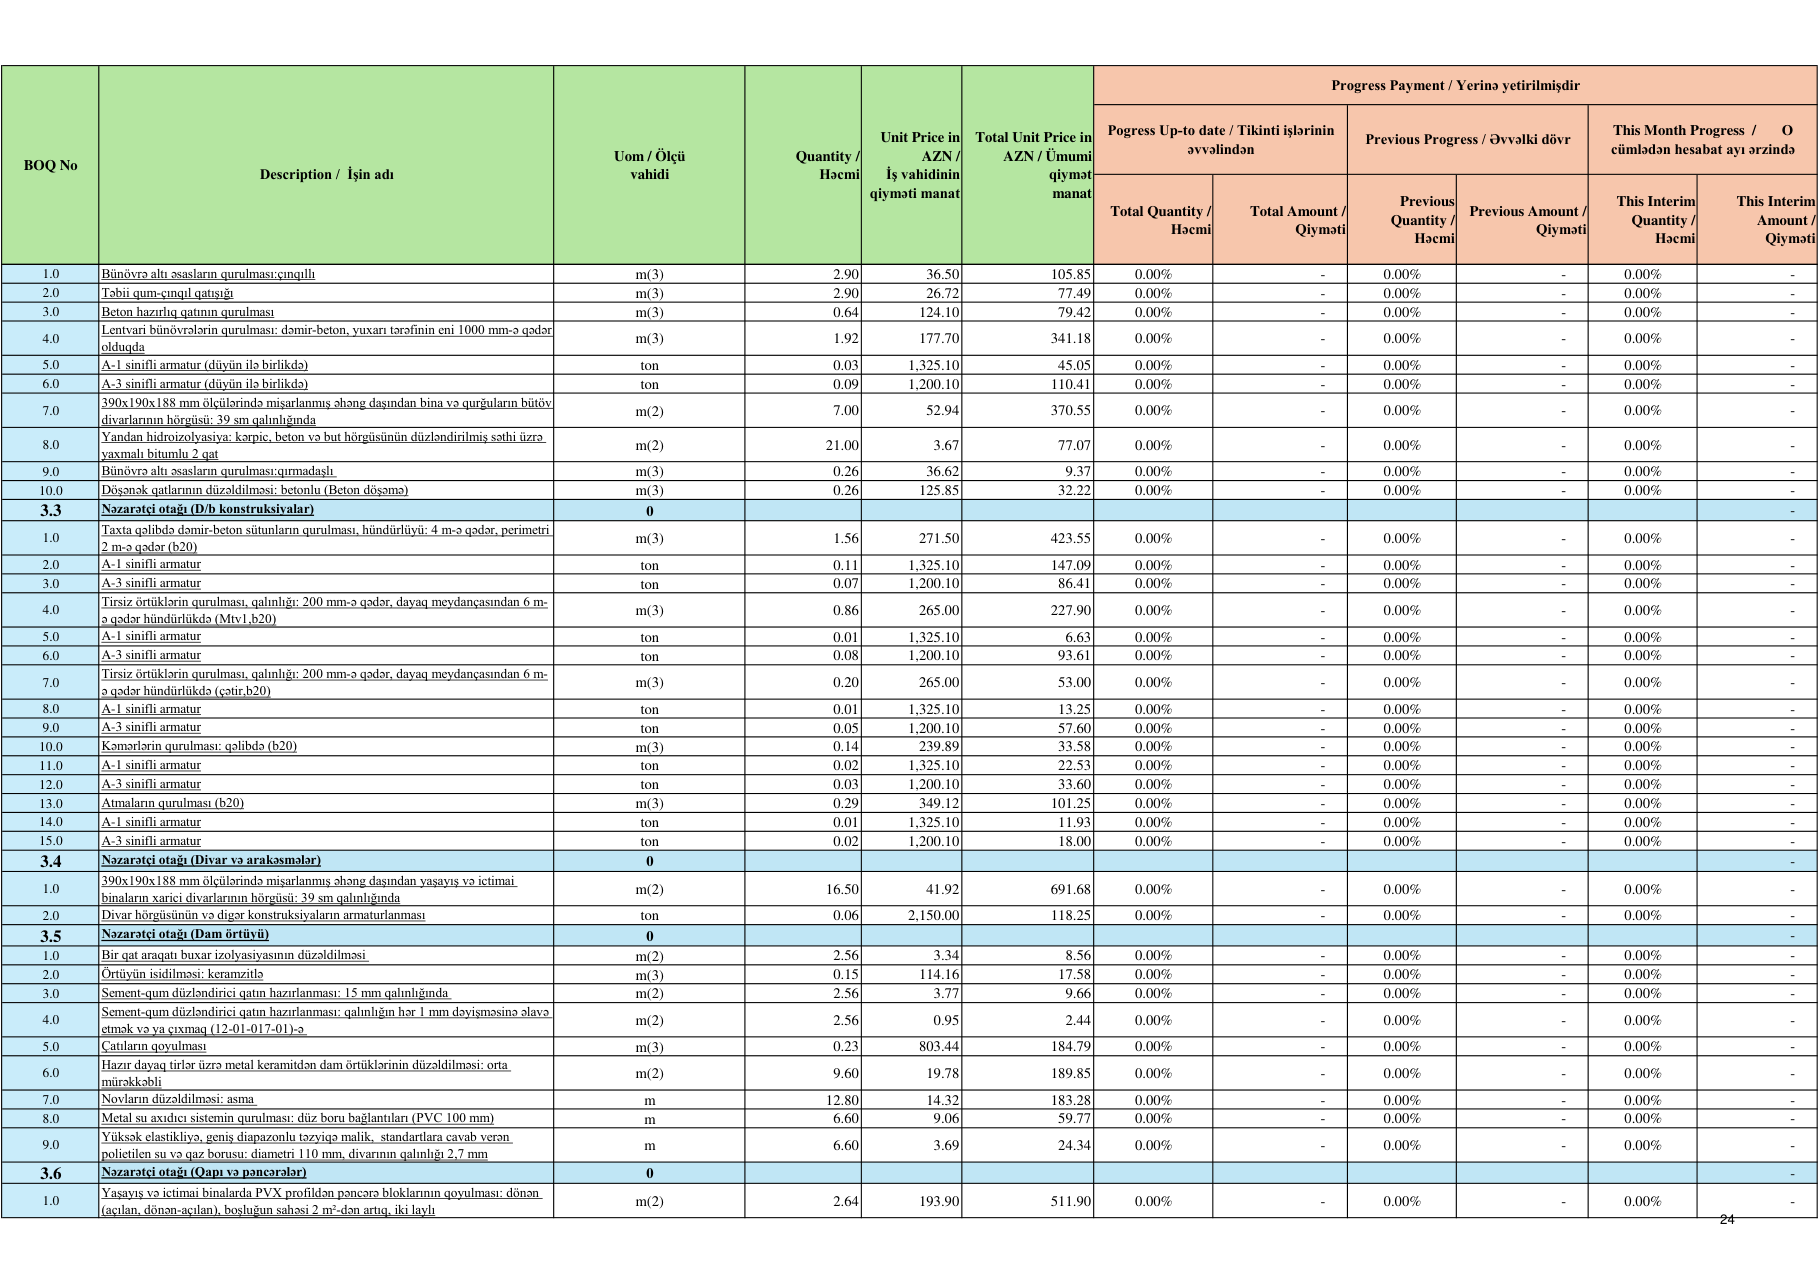 BOQ No | Description / İşin adı | Uom / Ölçü vahidi | Quantity / Həcmi | Unit Price in AZN / İş vahidinin qiyməti manat | Total Unit Price in AZN / Ümumi qiymət manat | Progress Payment / Yerinə yetirilmişdir
Pogress Up-to date / Tikinti işlərinin əvvəlindən | Previous Progress / Əvvəlki dövr | This Month Progress / O cümlədən hesabat ayı ərzində
Total Quantity / Həcmi | Total Amount / Qiyməti | Previous Quantity / Həcmi | Previous Amount / Qiyməti | This Interim Quantity / Həcmi | This Interim Amount / Qiyməti
1.0 | Bünövrə altı əsasların qurulması:çınqıllı | m(3) | 2.90 | 36.50 | 105.85 | 0.00% | - | 0.00% | - | 0.00% | -
2.0 | Təbii qum-çınqıl qatışığı | m(3) | 2.90 | 26.72 | 77.49 | 0.00% | - | 0.00% | - | 0.00% | -
3.0 | Beton hazırlıq qatının qurulması | m(3) | 0.64 | 124.10 | 79.42 | 0.00% | - | 0.00% | - | 0.00% | -
4.0 | Lentvari bünövrələrin qurulması: dəmir-beton, yuxarı tərəfinin eni 1000 mm-ə qədər olduqda | m(3) | 1.92 | 177.70 | 341.18 | 0.00% | - | 0.00% | - | 0.00% | -
5.0 | A-1 sinifli armatur (düyün ilə birlikdə) | ton | 0.03 | 1,325.10 | 45.05 | 0.00% | - | 0.00% | - | 0.00% | -
6.0 | A-3 sinifli armatur (düyün ilə birlikdə) | ton | 0.09 | 1,200.10 | 110.41 | 0.00% | - | 0.00% | - | 0.00% | -
7.0 | 390x190x188 mm ölçülərində mişarlanmış əhəng daşından bina və qurğuların bütöv divarlarının hörgüsü: 39 sm qalınlığında | m(2) | 7.00 | 52.94 | 370.55 | 0.00% | - | 0.00% | - | 0.00% | -
8.0 | Yandan hidroizolyasiya: kərpic, beton və but hörgüsünün düzləndirilmiş səthi üzrə yaxmalı bitumlu 2 qat | m(2) | 21.00 | 3.67 | 77.07 | 0.00% | - | 0.00% | - | 0.00% | -
9.0 | Bünövrə altı əsasların qurulması:qırmadaşlı | m(3) | 0.26 | 36.62 | 9.37 | 0.00% | - | 0.00% | - | 0.00% | -
10.0 | Döşənək qatlarının düzəldilməsi: betonlu (Beton döşəmə) | m(3) | 0.26 | 125.85 | 32.22 | 0.00% | - | 0.00% | - | 0.00% | -
3.3 | Nəzarətçi otağı (D/b konstruksiyalar) | 0 | -
1.0 | Taxta qəlibdə dəmir-beton sütunların qurulması, hündürlüyü: 4 m-ə qədər, perimetri 2 m-ə qədər (b20) | m(3) | 1.56 | 271.50 | 423.55 | 0.00% | - | 0.00% | - | 0.00% | -
2.0 | A-1 sinifli armatur | ton | 0.11 | 1,325.10 | 147.09 | 0.00% | - | 0.00% | - | 0.00% | -
3.0 | A-3 sinifli armatur | ton | 0.07 | 1,200.10 | 86.41 | 0.00% | - | 0.00% | - | 0.00% | -
4.0 | Tirsiz örtüklərin qurulması, qalınlığı: 200 mm-ə qədər, dayaq meydançasından 6 m-ə qədər hündürlükdə (Mtv1,b20) | m(3) | 0.86 | 265.00 | 227.90 | 0.00% | - | 0.00% | - | 0.00% | -
5.0 | A-1 sinifli armatur | ton | 0.01 | 1,325.10 | 6.63 | 0.00% | - | 0.00% | - | 0.00% | -
6.0 | A-3 sinifli armatur | ton | 0.08 | 1,200.10 | 93.61 | 0.00% | - | 0.00% | - | 0.00% | -
7.0 | Tirsiz örtüklərin qurulması, qalınlığı: 200 mm-ə qədər, dayaq meydançasından 6 m-ə qədər hündürlükdə (çətir,b20) | m(3) | 0.20 | 265.00 | 53.00 | 0.00% | - | 0.00% | - | 0.00% | -
8.0 | A-1 sinifli armatur | ton | 0.01 | 1,325.10 | 13.25 | 0.00% | - | 0.00% | - | 0.00% | -
9.0 | A-3 sinifli armatur | ton | 0.05 | 1,200.10 | 57.60 | 0.00% | - | 0.00% | - | 0.00% | -
10.0 | Kəmərlərin qurulması: qəlibdə (b20) | m(3) | 0.14 | 239.89 | 33.58 | 0.00% | - | 0.00% | - | 0.00% | -
11.0 | A-1 sinifli armatur | ton | 0.02 | 1,325.10 | 22.53 | 0.00% | - | 0.00% | - | 0.00% | -
12.0 | A-3 sinifli armatur | ton | 0.03 | 1,200.10 | 33.60 | 0.00% | - | 0.00% | - | 0.00% | -
13.0 | Atmaların qurulması (b20) | m(3) | 0.29 | 349.12 | 101.25 | 0.00% | - | 0.00% | - | 0.00% | -
14.0 | A-1 sinifli armatur | ton | 0.01 | 1,325.10 | 11.93 | 0.00% | - | 0.00% | - | 0.00% | -
15.0 | A-3 sinifli armatur | ton | 0.02 | 1,200.10 | 18.00 | 0.00% | - | 0.00% | - | 0.00% | -
3.4 | Nəzarətçi otağı (Divar və arakəsmələr) | 0 | -
1.0 | 390x190x188 mm ölçülərində mişarlanmış əhəng daşından yaşayış və ictimai binaların xarici divarlarının hörgüsü: 39 sm qalınlığında | m(2) | 16.50 | 41.92 | 691.68 | 0.00% | - | 0.00% | - | 0.00% | -
2.0 | Divar hörgüsünün və digər konstruksiyaların armaturlanması | ton | 0.06 | 2,150.00 | 118.25 | 0.00% | - | 0.00% | - | 0.00% | -
3.5 | Nəzarətçi otağı (Dam örtüyü) | 0 | -
1.0 | Bir qat araqatı buxar izolyasiyasının düzəldilməsi | m(2) | 2.56 | 3.34 | 8.56 | 0.00% | - | 0.00% | - | 0.00% | -
2.0 | Örtüyün isidilməsi: keramzitlə | m(3) | 0.15 | 114.16 | 17.58 | 0.00% | - | 0.00% | - | 0.00% | -
3.0 | Sement-qum düzləndirici qatın hazırlanması: 15 mm qalınlığında | m(2) | 2.56 | 3.77 | 9.66 | 0.00% | - | 0.00% | - | 0.00% | -
4.0 | Sement-qum düzləndirici qatın hazırlanması: qalınlığın hər 1 mm dəyişməsinə əlavə etmək və ya çıxmaq (12-01-017-01)-ə | m(2) | 2.56 | 0.95 | 2.44 | 0.00% | - | 0.00% | - | 0.00% | -
5.0 | Çatıların qoyulması | m(3) | 0.23 | 803.44 | 184.79 | 0.00% | - | 0.00% | - | 0.00% | -
6.0 | Hazır dayaq tirlər üzrə metal keramitdən dam örtüklərinin düzəldilməsi: orta mürəkkəbli | m(2) | 9.60 | 19.78 | 189.85 | 0.00% | - | 0.00% | - | 0.00% | -
7.0 | Novların düzəldilməsi: asma | m | 12.80 | 14.32 | 183.28 | 0.00% | - | 0.00% | - | 0.00% | -
8.0 | Metal su axıdıcı sistemin qurulması: düz boru bağlantıları (PVC 100 mm) | m | 6.60 | 9.06 | 59.77 | 0.00% | - | 0.00% | - | 0.00% | -
9.0 | Yüksək elastikliyə, geniş diapazonlu təzyiqə malik, standartlara cavab verən polietilen su və qaz borusu: diametri 110 mm, divarının qalınlığı 2,7 mm | m | 6.60 | 3.69 | 24.34 | 0.00% | - | 0.00% | - | 0.00% | -
3.6 | Nəzarətçi otağı (Qapı və pəncərələr) | 0 | -
1.0 | Yaşayış və ictimai binalarda PVX profildən pəncərə bloklarının qoyulması: dönən (açılan, dönən-açılan), boşluğun sahəsi 2 m²-dən artıq, iki laylı | m(2) | 2.64 | 193.90 | 511.90 | 0.00% | - | 0.00% | - | 0.00% | -
24